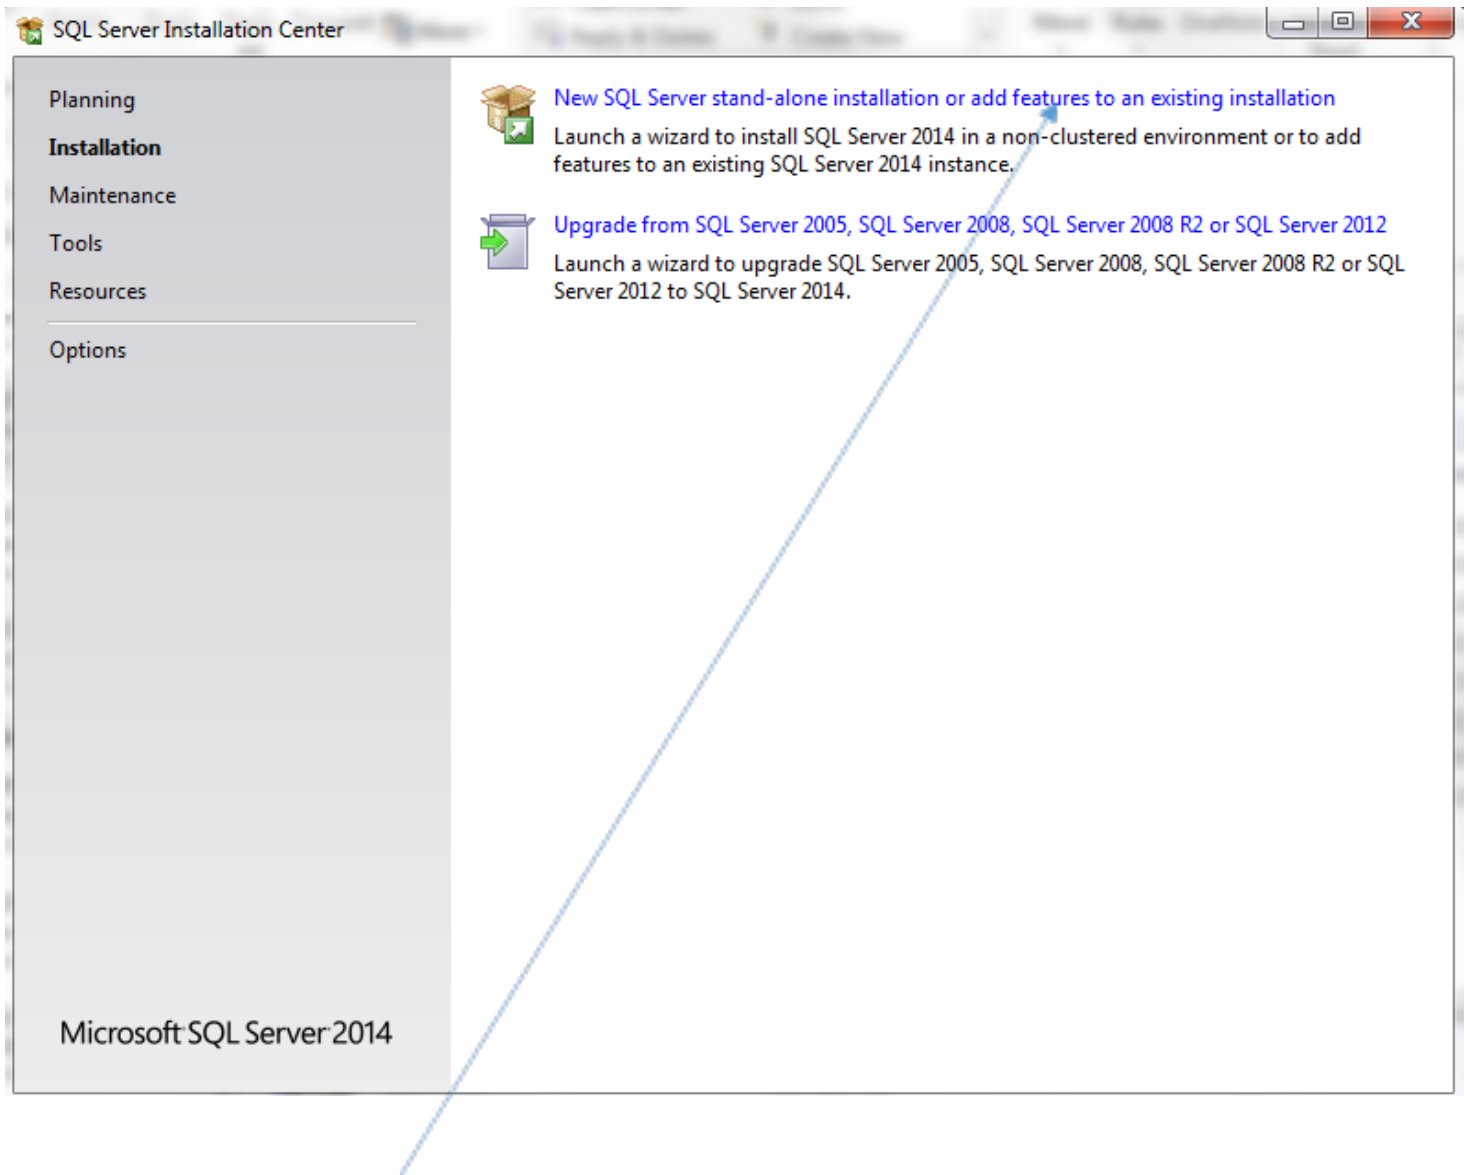 SQL Server Installation Center
Planning
Installation
Maintenance
Tools
Resources
Options
New SQL Server stand-alone installation or add features to an existing installation
Launch a wizard to install SQL Server 2014 in a non-clustered environment or to add
features to an existing SQL Server 2014 instance.
Upgrade from SQL Server 2005, SQL Server 2008, SQL Server 2008 R2 or SQL Server 2012
Launch a wizard to upgrade SQL Server 2005, SQL Server 2008, SQL Server 2008 R2 or SQL
Server 2012 to SQL Server 2014.
Microsoft SQL Server 2014